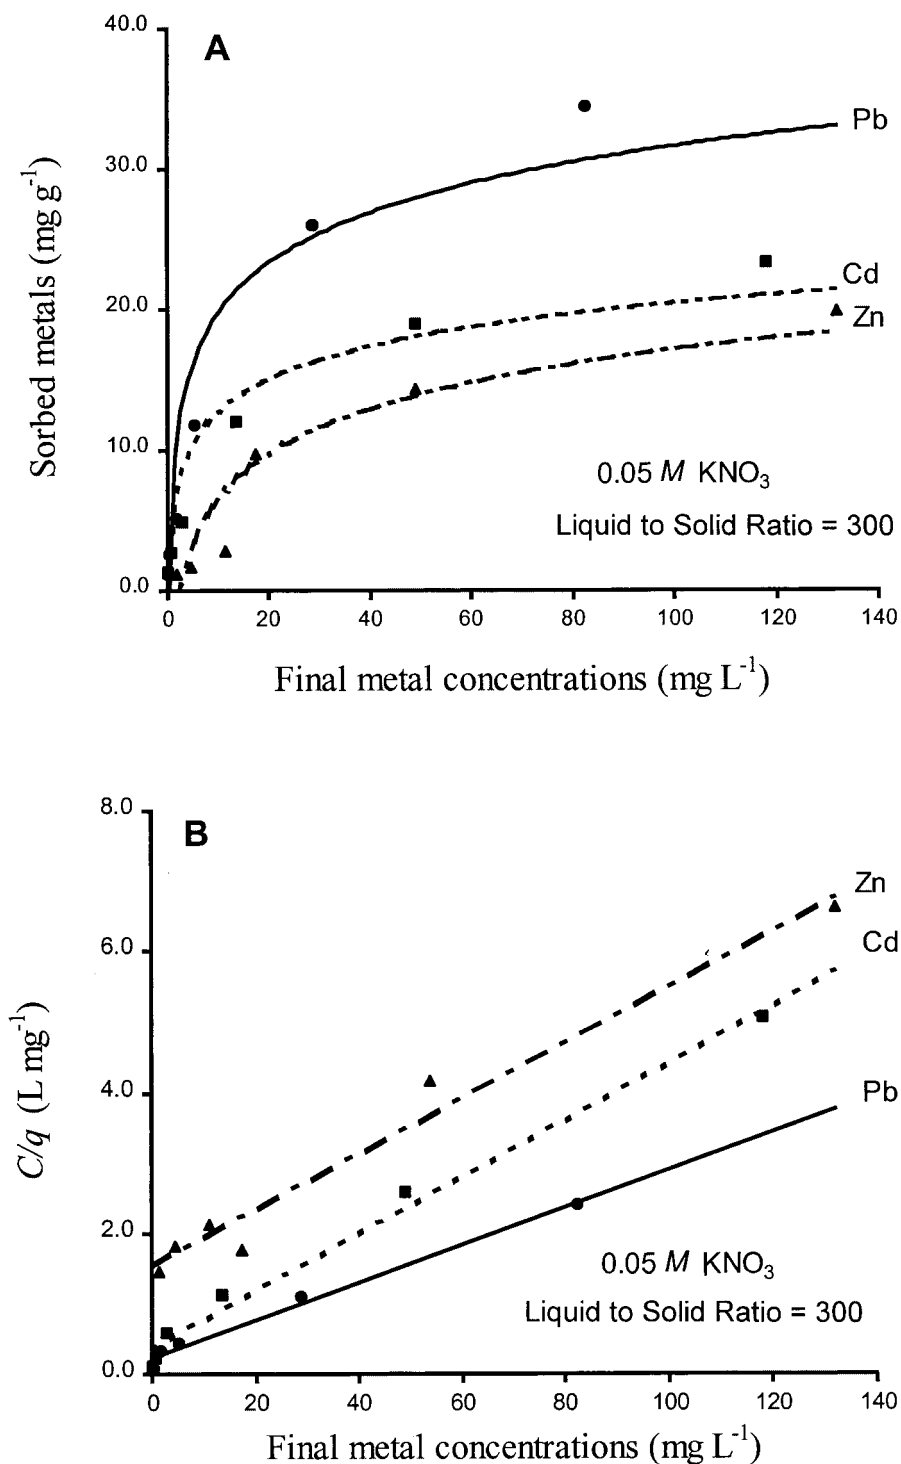 40.0
A
Pb
30.0
Sorbed metals (mg g⁻¹)
Cd
20.0
Zn
10.0
0.05 M KNO₃
Liquid to Solid Ratio = 300
0.0
0 20 40 60 80 100 120 140
Final metal concentrations (mg L⁻¹)
8.0
B
Zn
Cd
6.0
C/q (L mg⁻¹)
4.0
Pb
2.0
0.05 M KNO₃
Liquid to Solid Ratio = 300
0.0
0 20 40 60 80 100 120 140
Final metal concentrations (mg L⁻¹)